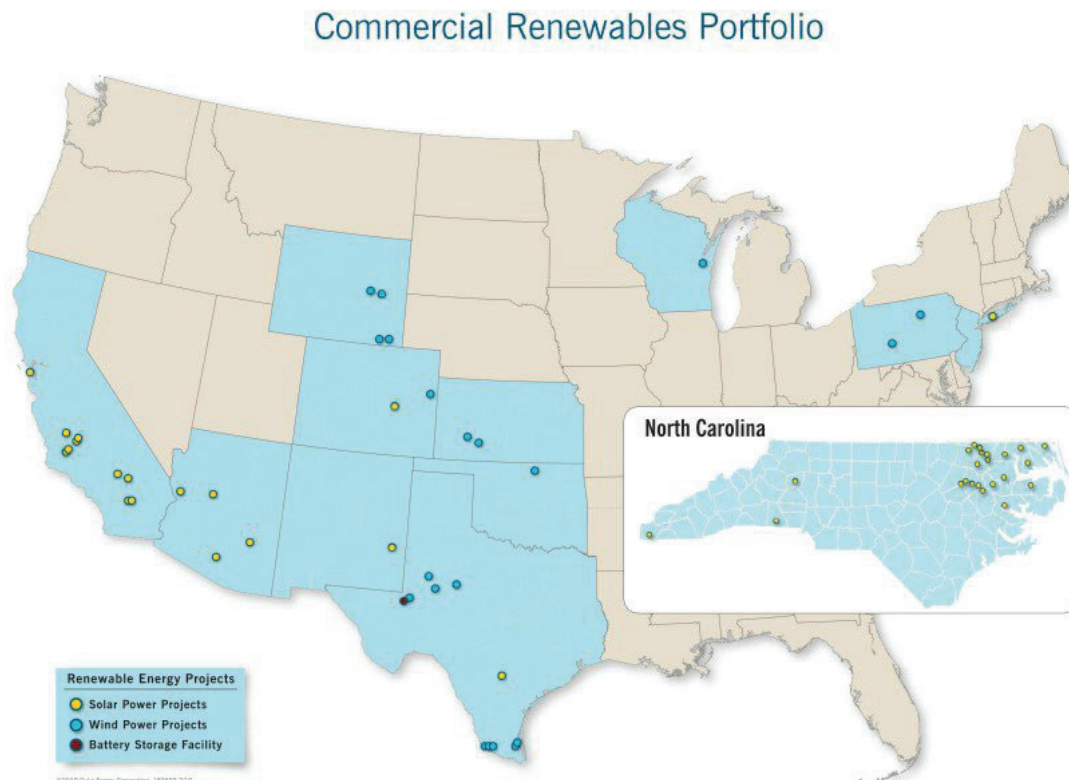 Commercial Renewables Portfolio
North Carolina
Renewable Energy Projects
Solar Power Projects
Wind Power Projects
Battery Storage Facility